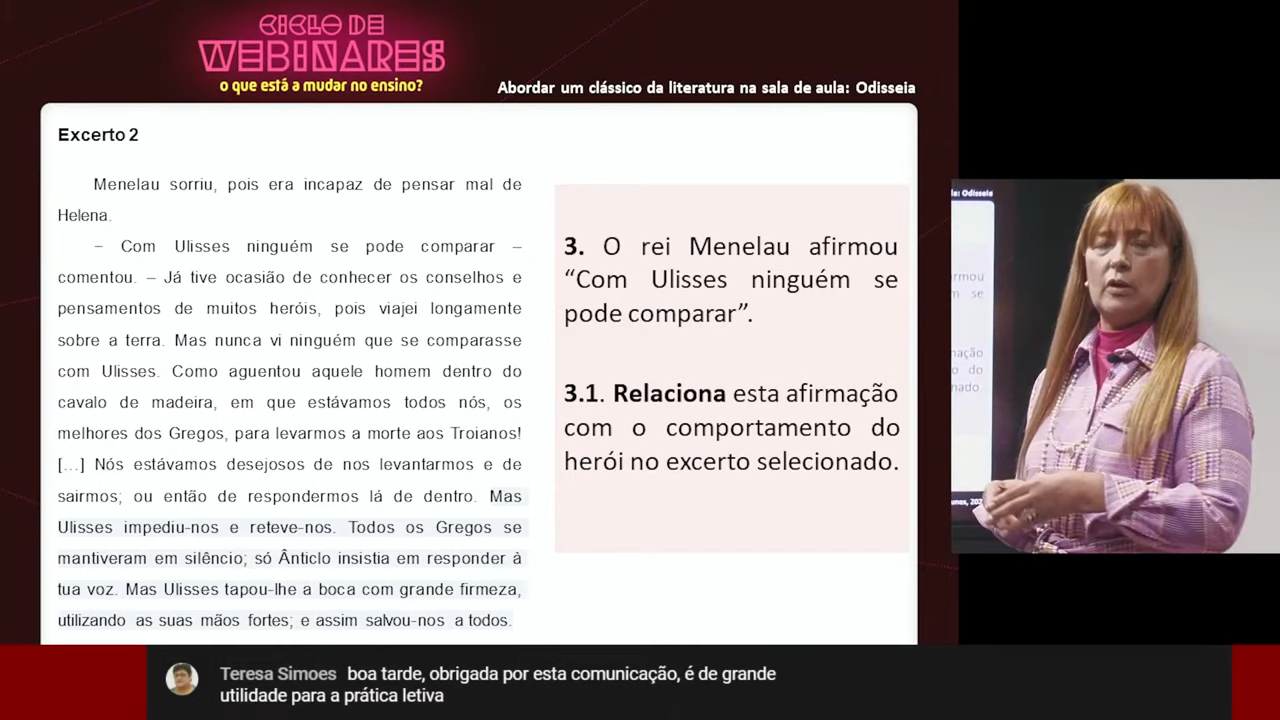 CICLO DE
WEBINARES
o que está a mudar no ensino?
Abordar um clássico da literatura na sala de aula: Odisseia
Excerto 2
Menelau sorriu, pois era incapaz de pensar mal de
Helena.
– Com Ulisses ninguém se pode comparar –
comentou. – Já tive ocasião de conhecer os conselhos e
pensamentos de muitos heróis, pois viajei longamente
sobre a terra. Mas nunca vi ninguém que se comparasse
com Ulisses. Como aguentou aquele homem dentro do
cavalo de madeira, em que estávamos todos nós, os
melhores dos Gregos, para levarmos a morte aos Troianos!
[...] Nós estávamos desejosos de nos levantarmos e de
sairmos; ou então de respondermos lá de dentro. Mas
Ulisses impediu-nos e reteve-nos. Todos os Gregos se
mantiveram em silêncio; só Ânticlo insistia em responder à
tua voz. Mas Ulisses tapou-lhe a boca com grande firmeza,
utilizando as suas mãos fortes; e assim salvou-nos a todos.
3. O rei Menelau afirmou
“Com Ulisses ninguém se
pode comparar”.
3.1. Relaciona esta afirmação
com o comportamento do
herói no excerto selecionado.
la: Odisseia
Teresa Simoes boa tarde, obrigada por esta comunicação, é de grande
utilidade para a prática letiva